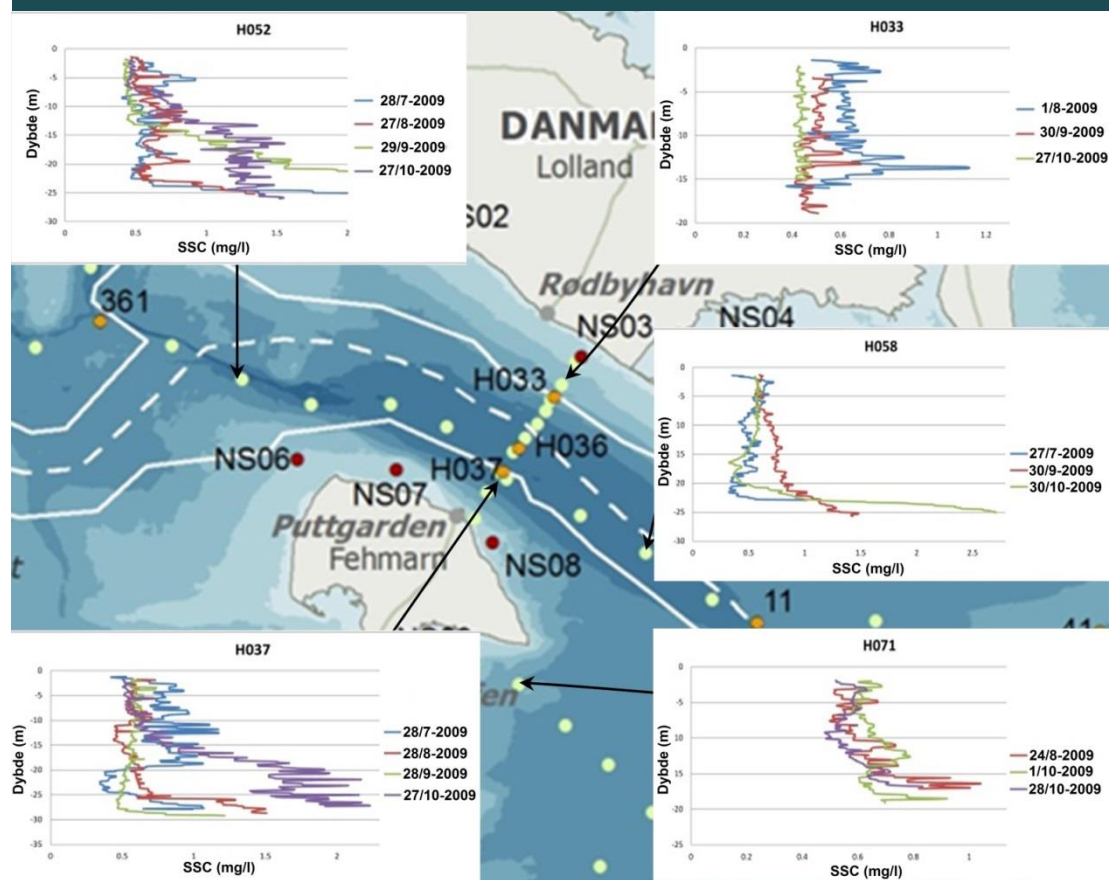 H052
Dybde (m)
0
-5
-10
-15
-20
-25
-30
0 0.5 1 1.5 2
SSC (mg/l)
28/7-2009
27/8-2009
29/9-2009
27/10-2009
H033
Dybde (m)
0
-5
-10
-15
-20
0 0.2 0.4 0.6 0.8 1 1.2
SSC (mg/l)
1/8-2009
30/9-2009
27/10-2009
DANMA
Lolland
S02
Rødbyhavn
361
NS03
NS04
H033
H036
NS06
H037
NS07
Puttgarden
Fehmarn
NS08
11
H058
Dybde (m)
0
-5
-10
-15
-20
-25
-30
0 0.5 1 1.5 2 2.5 3
SSC (mg/l)
27/7-2009
30/9-2009
30/10-2009
H037
Dybde (m)
0
-5
-10
-15
-20
-25
-30
-35
0 0.5 1 1.5 2
SSC (mg/l)
28/7-2009
28/8-2009
28/9-2009
27/10-2009
H071
Dybde (m)
0
-5
-10
-15
-20
-25
0 0.2 0.4 0.6 0.8 1
SSC (mg/l)
24/8-2009
1/10-2009
28/10-2009